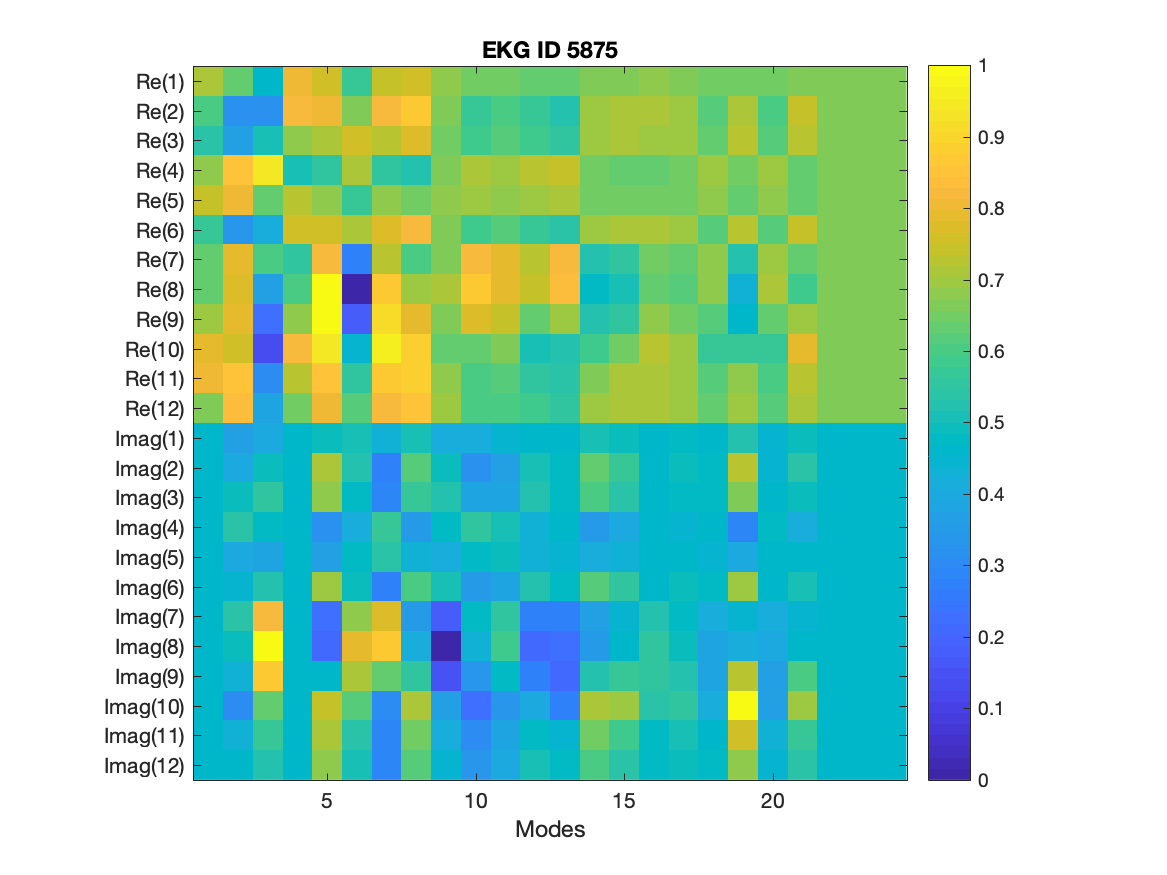 EKG ID 5875
Re(1)
Re(2)
Re(3)
Re(4)
Re(5)
Re(6)
Re(7)
Re(8)
Re(9)
Re(10)
Re(11)
Re(12)
Imag(1)
Imag(2)
Imag(3)
Imag(4)
Imag(5)
Imag(6)
Imag(7)
Imag(8)
Imag(9)
Imag(10)
Imag(11)
Imag(12)
5 10 15 20
Modes
1
0.9
0.8
0.7
0.6
0.5
0.4
0.3
0.2
0.1
0